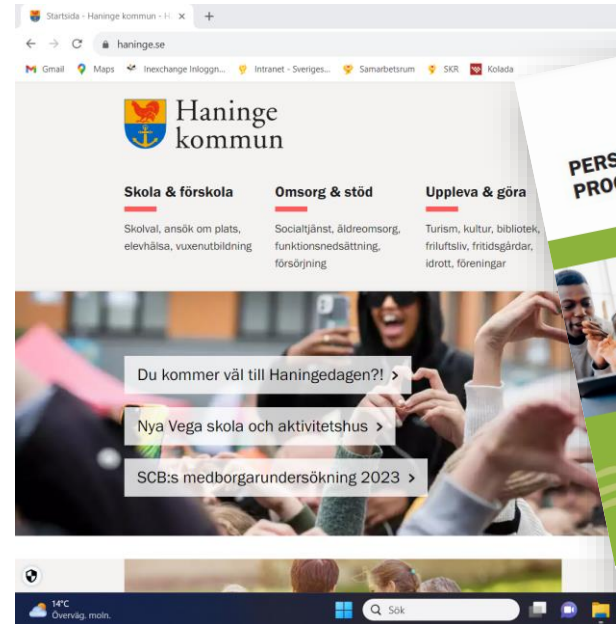 Startsida - Haninge kommun - H
haninge.se
Gmail Maps Inexchange Inloggn... Intranet - Sveriges... Samarbetsrum SKR Kolada
Haninge
kommun
Skola & förskola
Skolval, ansök om plats,
elevhälsa, vuxenutbildning
Omsorg & stöd
Socialtjänst, äldreomsorg,
funktionsnedsättning,
försörjning
Uppleva & göra
Turism, kultur, bibliotek,
friluftsliv, fritidsgårdar,
idrott, föreningar
PERS
PROG
Du kommer väl till Haningedagen?! >
Nya Vega skola och aktivitetshus >
SCB:s medborgarundersökning 2023 >
14°C
Överväg. moln.
Sök